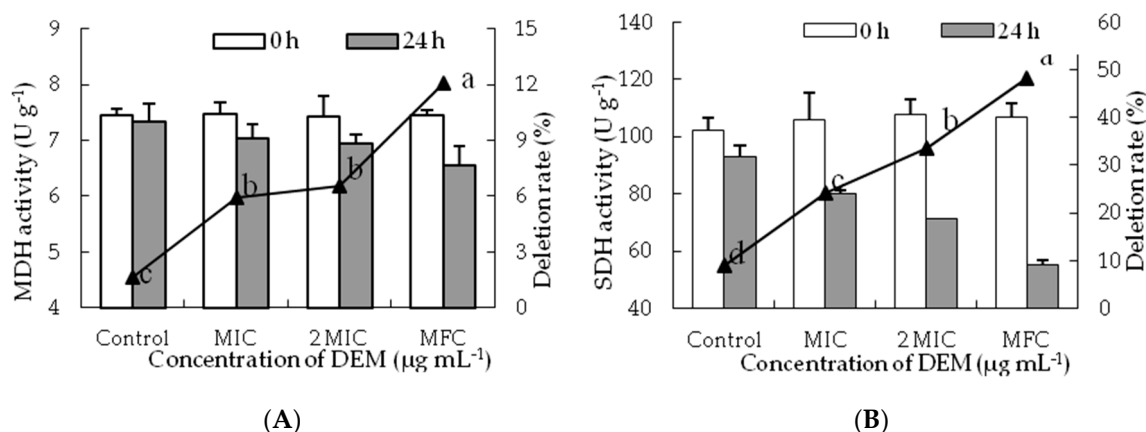 9
8
7
6
5
4
MDH activity (U g⁻¹)
0 h
24 h
15
12
9
6
3
0
Deletion rate (%)
c
b
b
a
Control MIC 2 MIC MFC
Concentration of DEM (µg mL⁻¹)
(A)
140
120
100
80
60
40
SDH activity (U g⁻¹)
0 h
24 h
60
50
40
30
20
10
0
Deletion rate (%)
d
c
b
a
Control MIC 2 MIC MFC
Concentration of DEM (µg mL⁻¹)
(B)